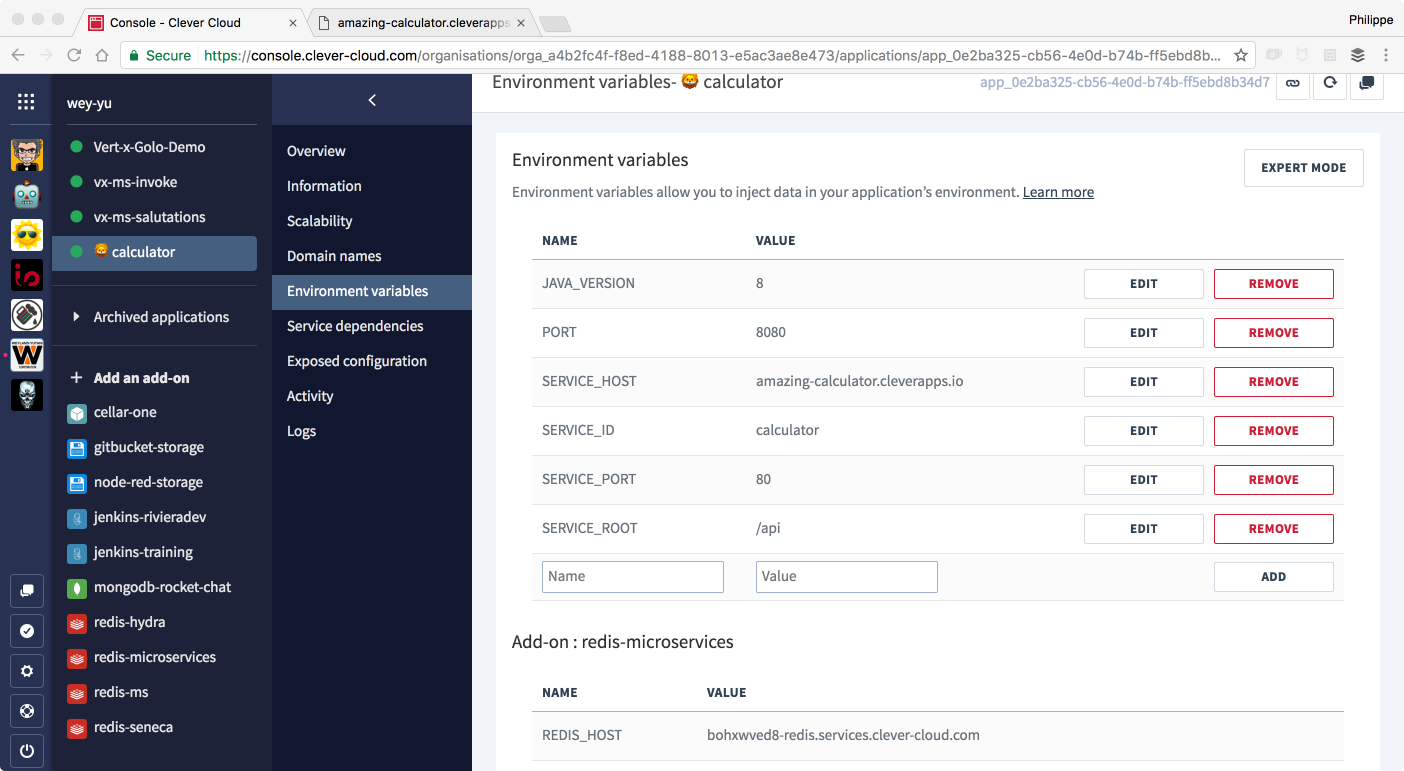 Console - Clever Cloud
amazing-calculator.cleverapps
Philippe
Secure https://console.clever-cloud.com/organisations/orga_a4b2fc4f-f8ed-4188-8013-e5ac3ae8e473/applications/app_0e2ba325-cb56-4e0d-b74b-ff5ebd8b...
wey-yu
Vert-x-Golo-Demo
vx-ms-invoke
vx-ms-salutations
🦁 calculator
Archived applications
Add an add-on
cellar-one
gitbucket-storage
node-red-storage
jenkins-rivieradev
jenkins-training
mongodb-rocket-chat
redis-hydra
redis-microservices
redis-ms
redis-seneca
Overview
Information
Scalability
Domain names
Environment variables
Service dependencies
Exposed configuration
Activity
Logs
Environment variables- 🦁 calculator
app_0e2ba325-cb56-4e0d-b74b-ff5ebd8b34d7
Environment variables
EXPERT MODE
Environment variables allow you to inject data in your application's environment. Learn more
NAME VALUE
JAVA_VERSION 8 EDIT REMOVE
PORT 8080 EDIT REMOVE
SERVICE_HOST amazing-calculator.cleverapps.io EDIT REMOVE
SERVICE_ID calculator EDIT REMOVE
SERVICE_PORT 80 EDIT REMOVE
SERVICE_ROOT /api EDIT REMOVE
Name Value ADD
Add-on : redis-microservices
NAME VALUE
REDIS_HOST bohxwved8-redis.services.clever-cloud.com